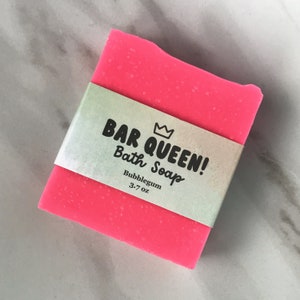 BAR QUEEN!
Bath Soap
Bubblegum
3.7 oz